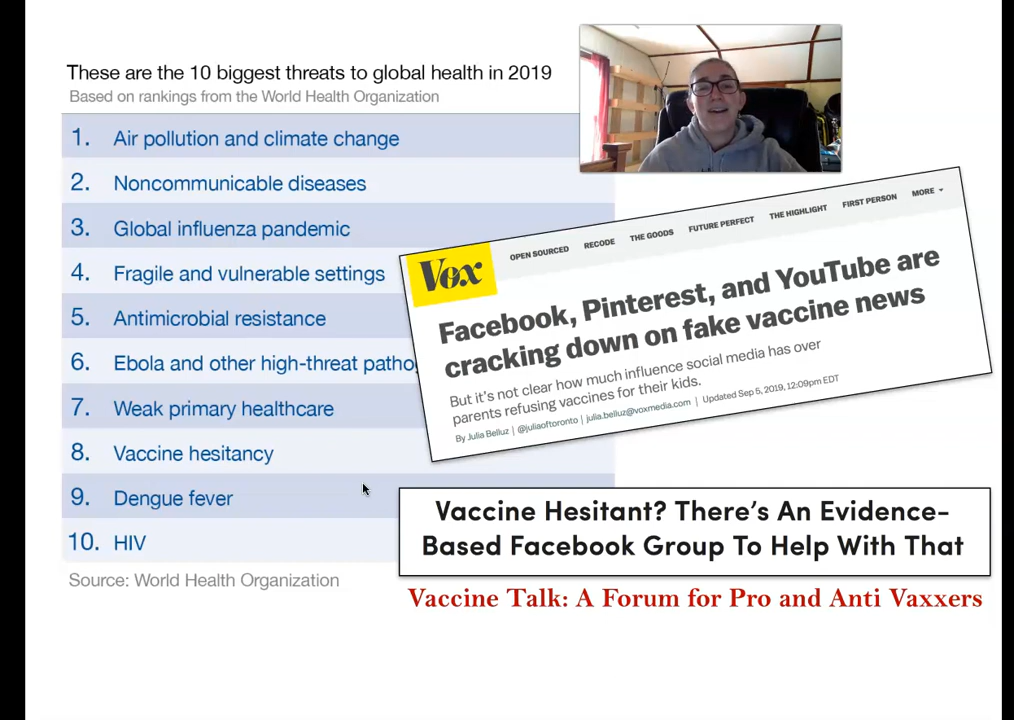 These are the 10 biggest threats to global health in 2019
Based on rankings from the World Health Organization
1. Air pollution and climate change
2. Noncommunicable diseases
3. Global influenza pandemic
4. Fragile and vulnerable settings
5. Antimicrobial resistance
6. Ebola and other high-threat patho
7. Weak primary healthcare
8. Vaccine hesitancy
9. Dengue fever
10. HIV
Source: World Health Organization
Vox OPEN SOURCED RECODE THE GOODS FUTURE PERFECT THE HIGHLIGHT FIRST PERSON MORE
Facebook, Pinterest, and YouTube are
cracking down on fake vaccine news
But it's not clear how much influence social media has over
parents refusing vaccines for their kids.
By Julia Belluz | @juliaoftoronto | julia.belluz@voxmedia.com | Updated Sep 5, 2019, 12:09pm EDT
Vaccine Hesitant? There's An Evidence-
Based Facebook Group To Help With That
Vaccine Talk: A Forum for Pro and Anti Vaxxers